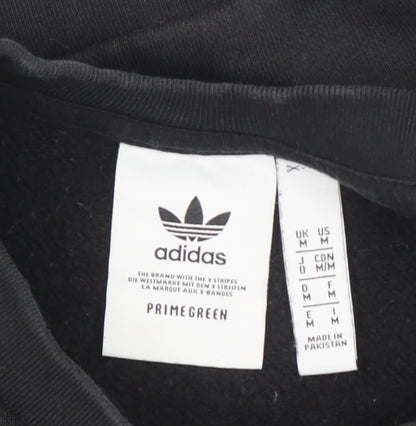 adidas
THE BRAND WITH THE 3 STRIPES
DIE WELTMARKE MIT DEN 3 STREIFEN
LA MARQUE AUX 3 BANDES
PRIMEGREEN
UK US
M M
J CDN
O M/M
D F
M M
E I
M M
MADE IN
PAKISTAN